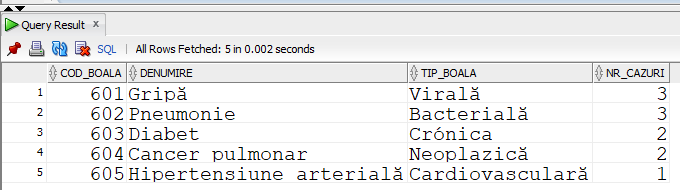 Query Result ×
SQL | All Rows Fetched: 5 in 0.002 seconds
COD_BOALA DENUMIRE TIP_BOALA NR_CAZURI
1 601 Gripă Virală 3
2 602 Pneumonie Bacterială 3
3 603 Diabet Crónica 2
4 604 Cancer pulmonar Neoplazică 2
5 605 Hipertensiune arterială Cardiovasculară 1